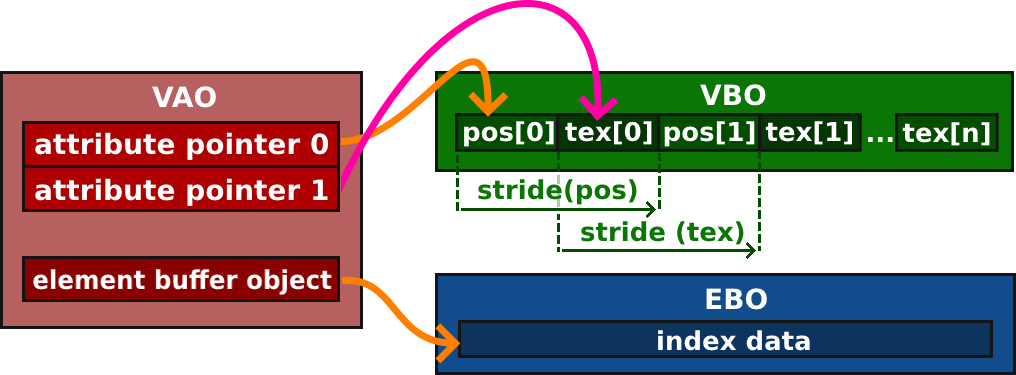 VAO
attribute pointer 0
attribute pointer 1
element buffer object
VBO
pos[0] tex[0] pos[1] tex[1] ... tex[n]
stride(pos)
stride (tex)
EBO
index data